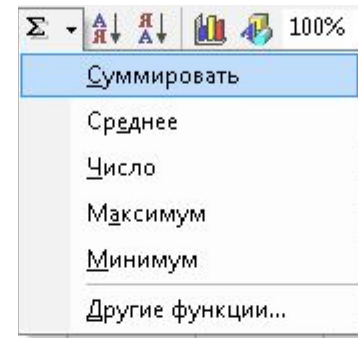 Σ А Я Я А 100%
Суммировать
Среднее
Число
Максимум
Минимум
Другие функции...